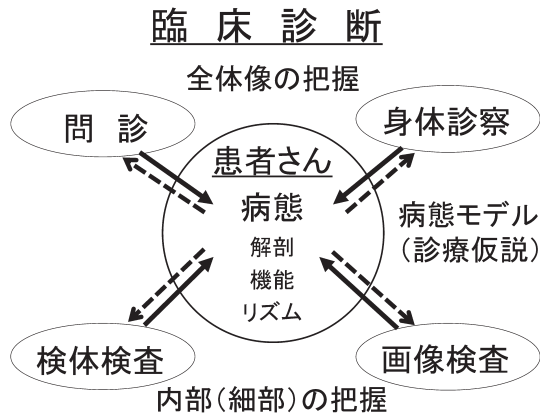 臨床診断
全体像の把握
問診
身体診察
患者さん
病態
解剖
機能
リズム
病態モデル
（診療仮説）
検体検査
画像検査
内部（細部）の把握